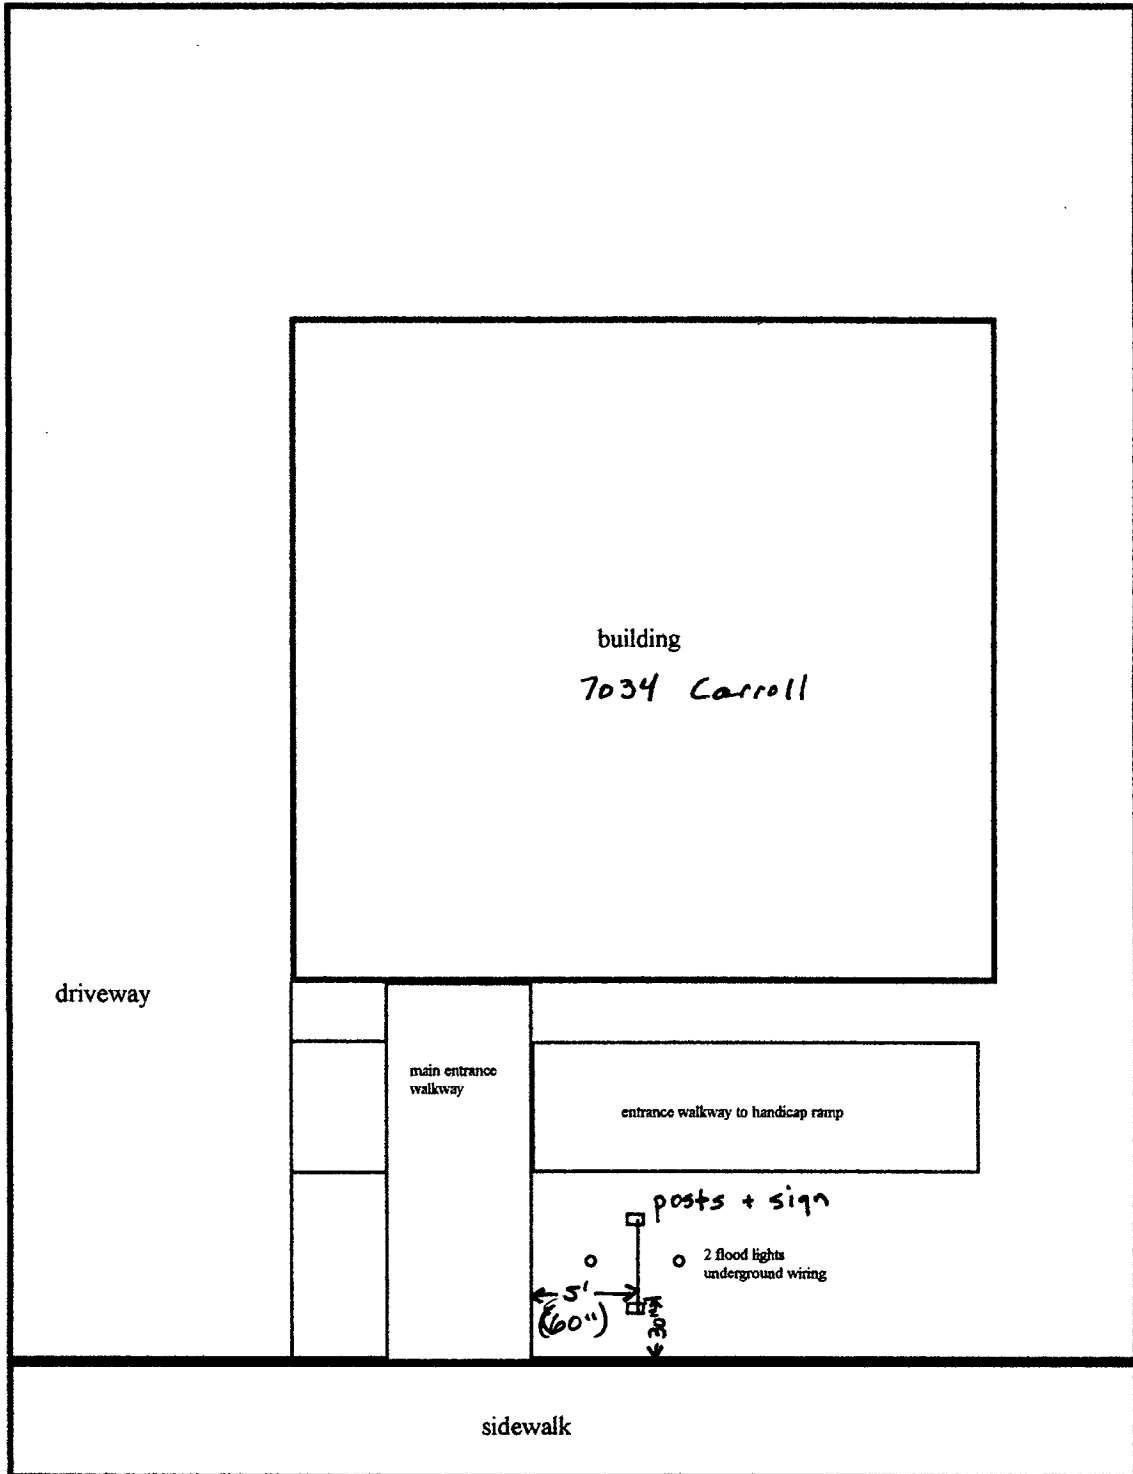 building
7034 Carroll
driveway
main entrance
walkway
entrance walkway to handicap ramp
posts + sign
2 flood lights
underground wiring
5'
(60")
30"
sidewalk